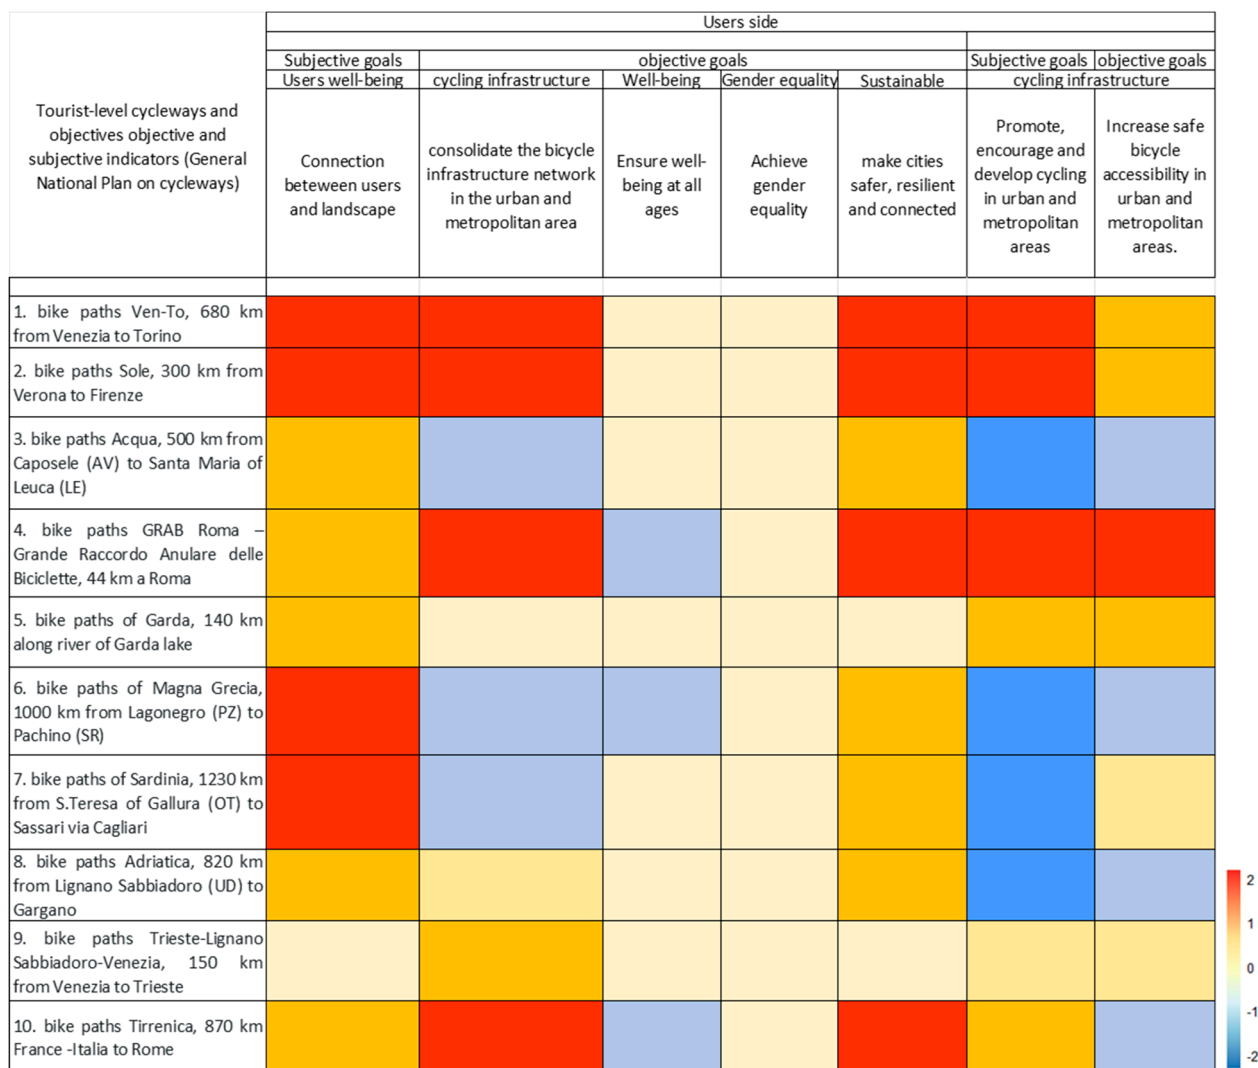 Users side
Subjective goals
objective goals
Subjective goals
objective goals
Users well-being
cycling infrastructure
Well-being
Gender equality
Sustainable
cycling infrastructure
Tourist-level cycleways and
objectives objective and
subjective indicators (General
National Plan on cycleways)
Connection
beteween users
and landscape
consolidate the bicycle
infrastructure network
in the urban and
metropolitan area
Ensure well-
being at all
ages
Achieve
gender
equality
make cities
safer, resilient
and connected
Promote,
encourage and
develop cycling
in urban and
metropolitan
areas
Increase safe
bicycle
accessibility in
urban and
metropolitan
areas.
1. bike paths Ven-To, 680 km
from Venezia to Torino
2. bike paths Sole, 300 km from
Verona to Firenze
3. bike paths Acqua, 500 km from
Caposele (AV) to Santa Maria of
Leuca (LE)
4. bike paths GRAB Roma –
Grande Raccordo Anulare delle
Biciclette, 44 km a Roma
5. bike paths of Garda, 140 km
along river of Garda lake
6. bike paths of Magna Grecia,
1000 km from Lagonegro (PZ) to
Pachino (SR)
7. bike paths of Sardinia, 1230 km
from S.Teresa of Gallura (OT) to
Sassari via Cagliari
8. bike paths Adriatica, 820 km
from Lignano Sabbiadoro (UD) to
Gargano
9. bike paths Trieste-Lignano
Sabbiadoro-Venezia, 150 km
from Venezia to Trieste
10. bike paths Tirrenica, 870 km
France -Italia to Rome
2
1
0
-1
-2